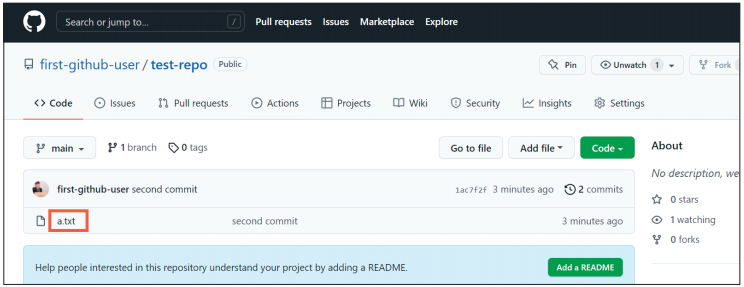 Search or jump to... /
Pull requests Issues Marketplace Explore
first-github-user / test-repo Public
Pin Unwatch 1 Fork
Code Issues Pull requests Actions Projects Wiki Security Insights Settings
main 1 branch 0 tags Go to file Add file Code
first-github-user second commit 1ac7f2f 3 minutes ago 2 commits
a.txt second commit 3 minutes ago
Help people interested in this repository understand your project by adding a README. Add a README
About
No description, we
0 stars
1 watching
0 forks